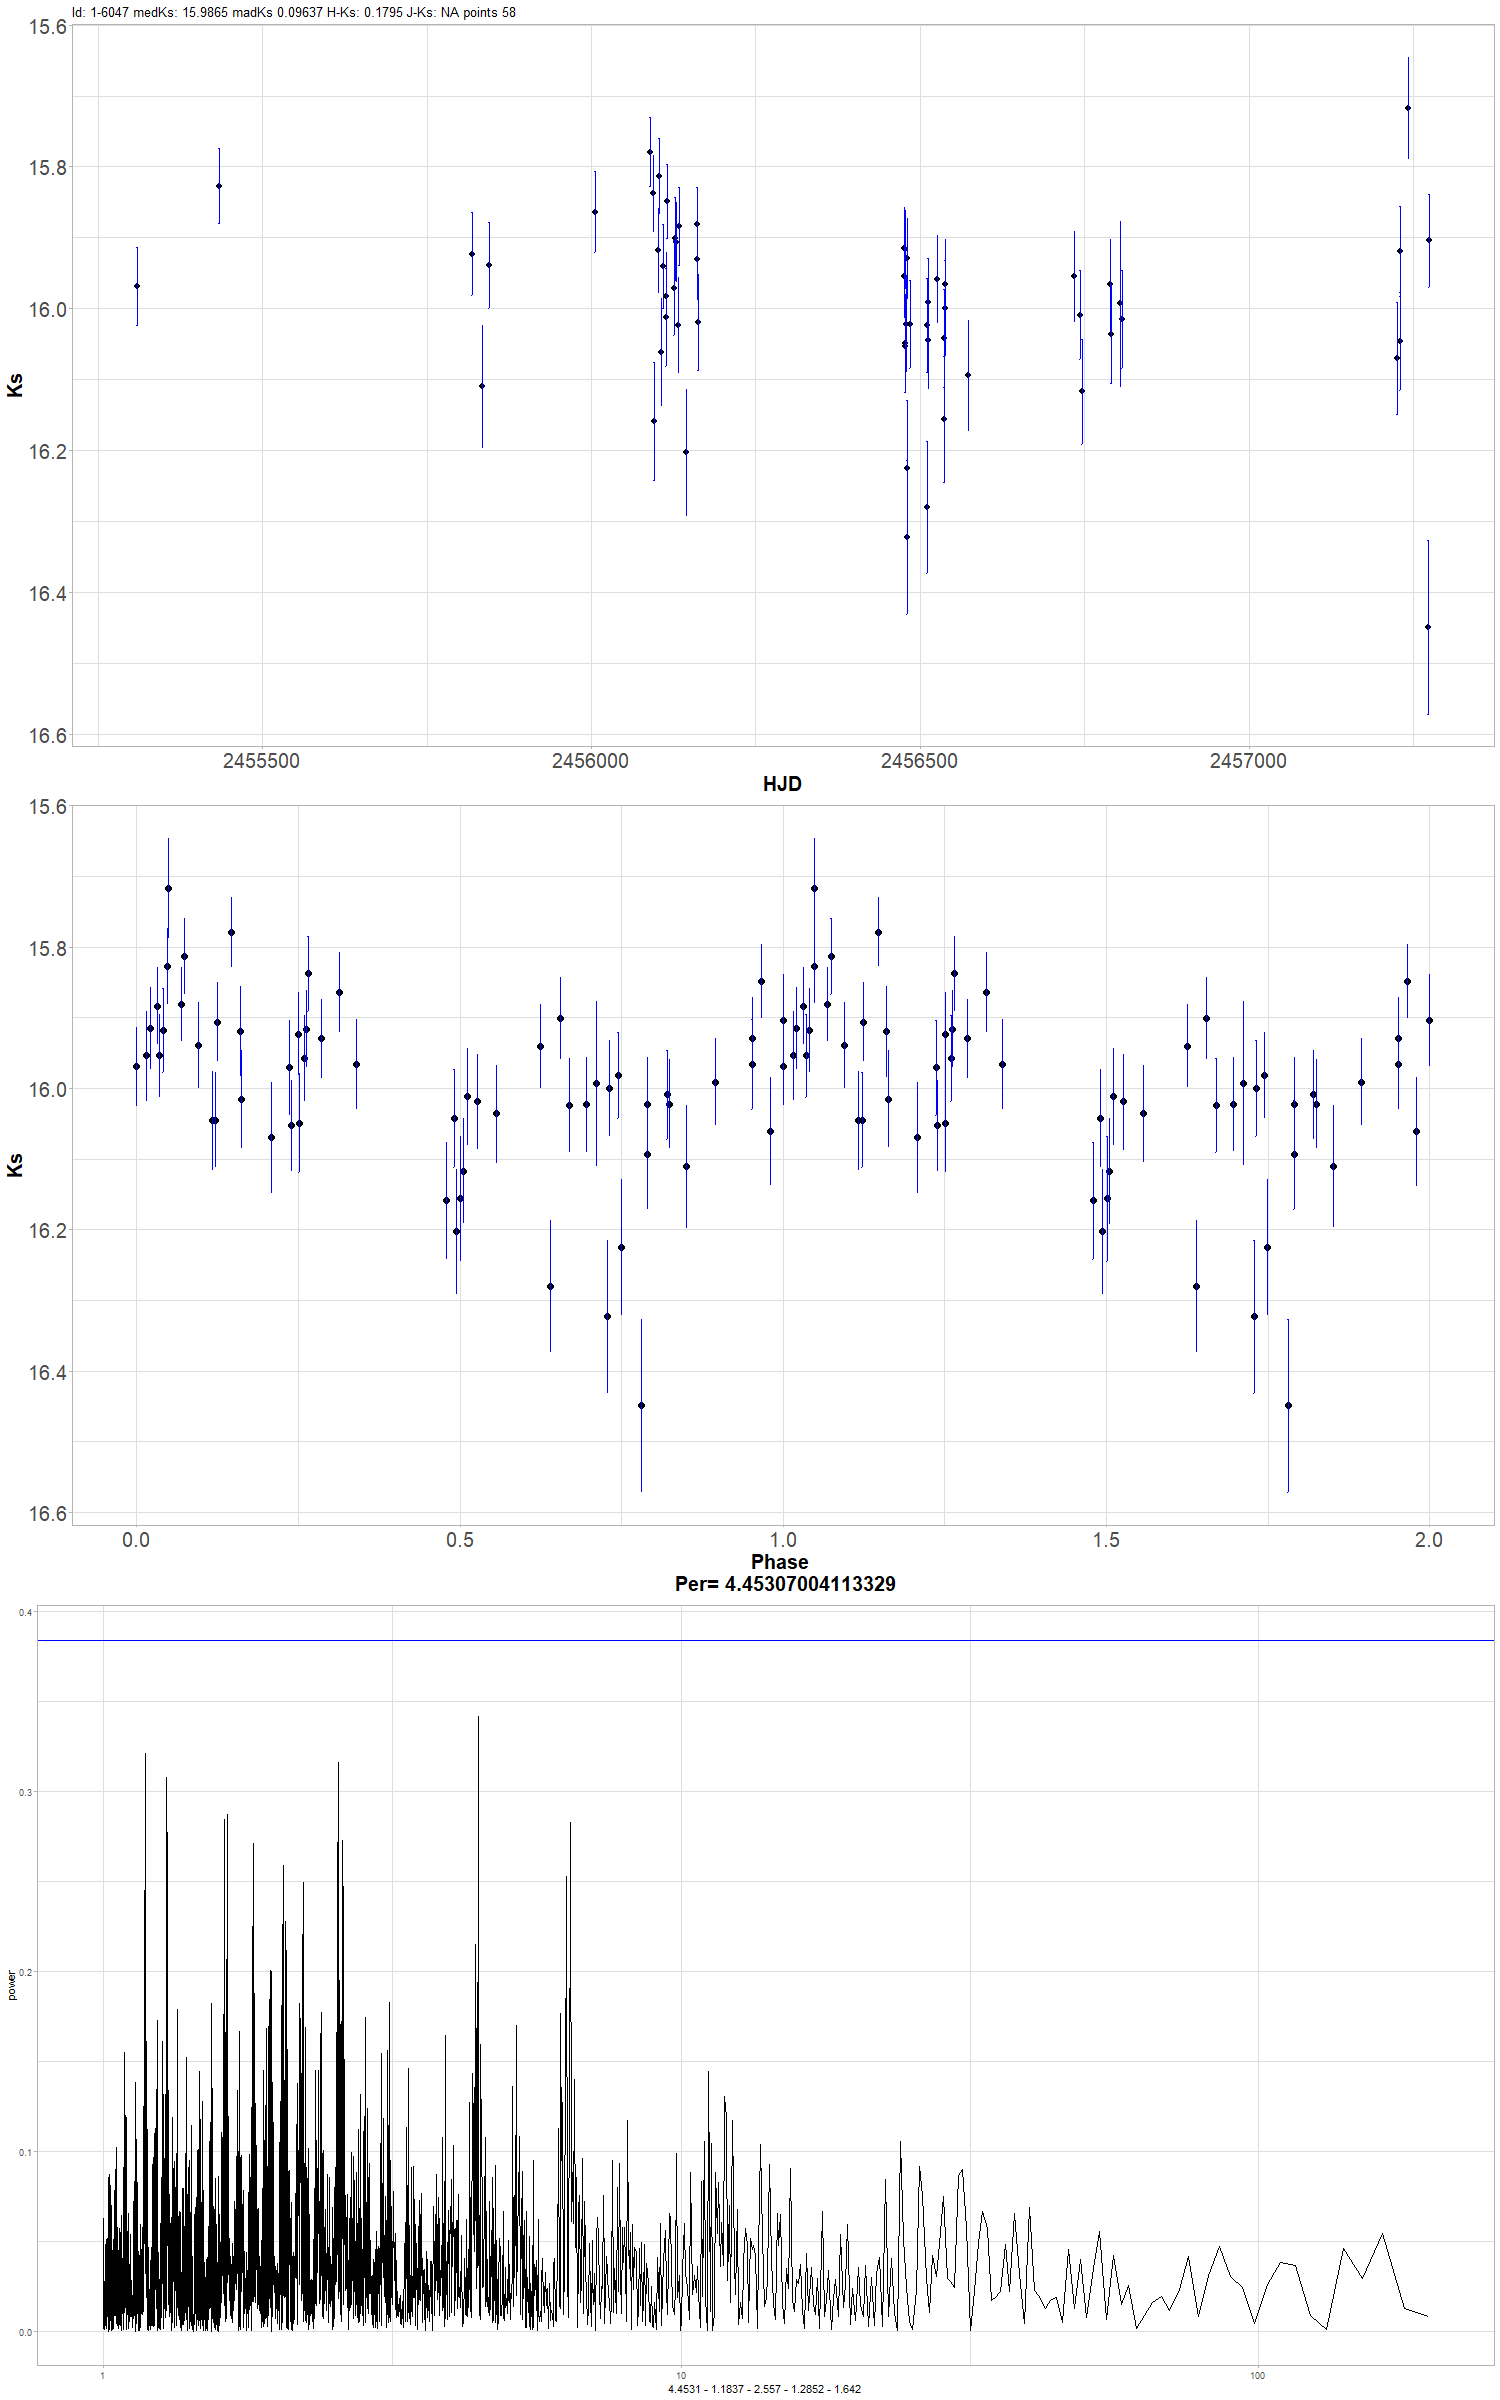 Id: 1-6047 medKs: 15.9865 madKs 0.09637 H-Ks: 0.1795 J-Ks: NA points 58
15.6
15.8
16.0
16.2
16.4
16.6
Ks
2455500 2456000 2456500 2457000
HJD
15.6
15.8
16.0
16.2
16.4
16.6
Ks
0.0 0.5 1.0 1.5 2.0
Phase
Per= 4.45307004113329
0.4
0.3
0.2
0.1
0.0
power
1 10 100
4.4531 - 1.1837 - 2.557 - 1.2852 - 1.642